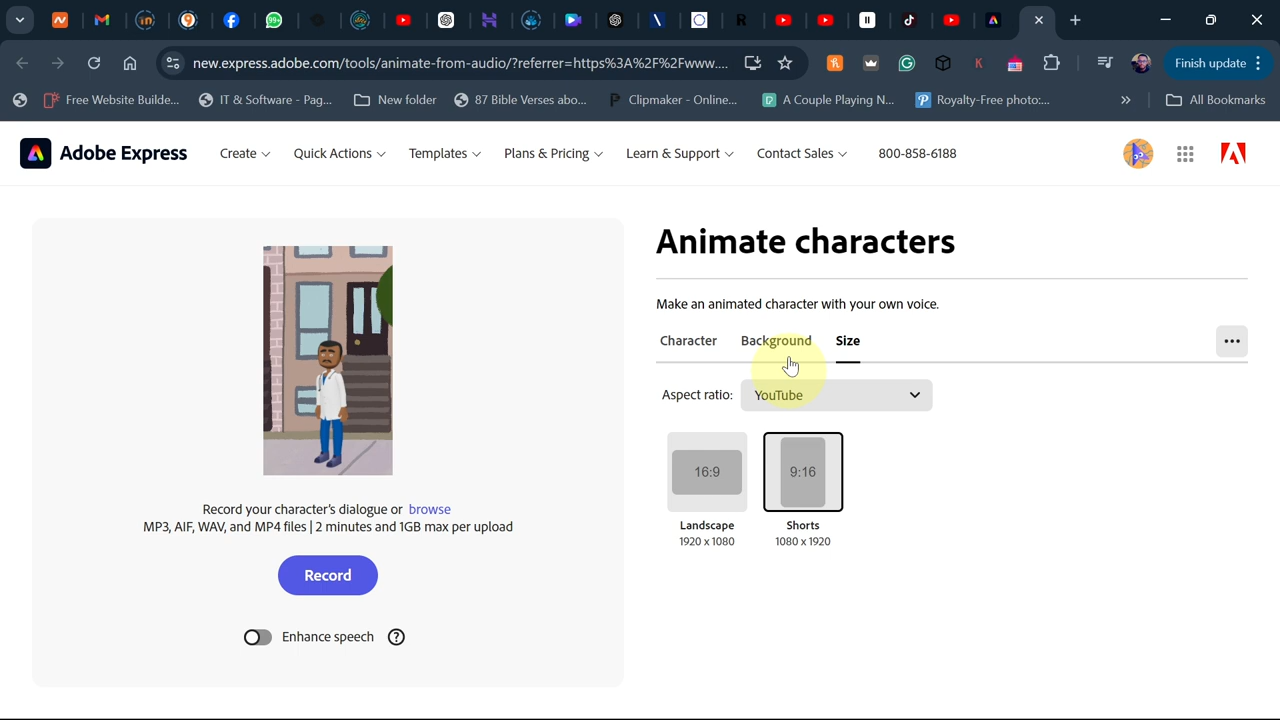 new.express.adobe.com/tools/animate-from-audio/?referrer=https%3A%2F%2Fwww....
Finish update
Free Website Builde...
IT & Software - Pag...
New folder
87 Bible Verses abo...
Clipmaker - Online...
A Couple Playing N...
Royalty-Free photo:...
»
All Bookmarks
Adobe Express
Create
Quick Actions
Templates
Plans & Pricing
Learn & Support
Contact Sales
800-858-6188
Animate characters
Make an animated character with your own voice.
Character
Background
Size
Aspect ratio:
YouTube
16:9
9:16
Landscape
Shorts
1920 x 1080
1080 x 1920
Record your character's dialogue or browse
MP3, AIF, WAV, and MP4 files | 2 minutes and 1GB max per upload
Record
Enhance speech
?